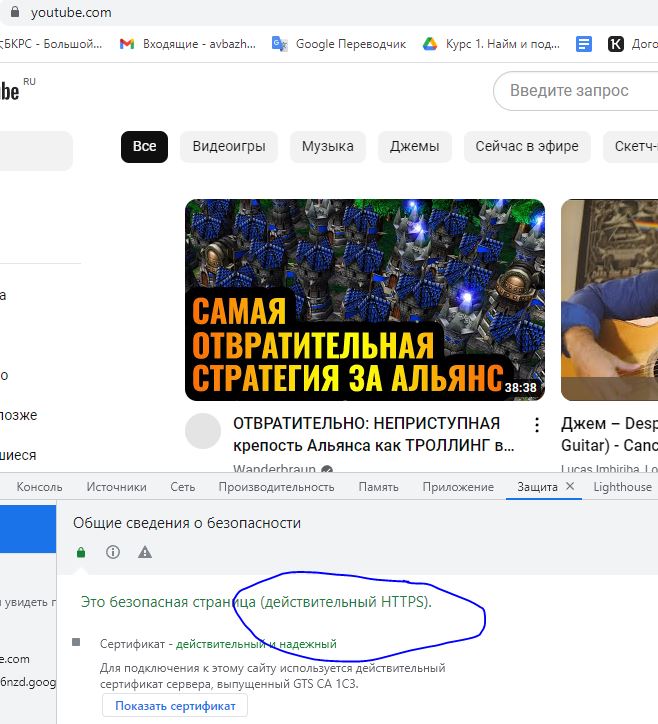 youtube.com
БКРС - Большой...
Входящие - avbazh...
Google Переводчик
Курс 1. Найм и под...
Дого
be RU
Введите запрос
Все
Видеоигры
Музыка
Джемы
Сейчас в эфире
Скетч-
а
о
позже
шиеся
САМАЯ
ОТВРАТИТЕЛЬНАЯ
СТРАТЕГИЯ ЗА АЛЬЯНС
38:38
ОТВРАТИТЕЛЬНО: НЕПРИСТУПНАЯ
крепость Альянса как ТРОЛЛИНГ в...
Wanderbraun
Джем – Desp
Guitar) - Canc
Lucas Imbiriba, Lo
Консоль
Источники
Сеть
Производительность
Память
Приложение
Защита
Lighthouse
Общие сведения о безопасности
Это безопасная страница (действительный HTTPS).
Сертификат - действительный и надежный
Для подключения к этому сайту используется действительный
сертификат сервера, выпущенный GTS CA 1C3.
Показать сертификат
увидеть
e.com
6nzd.goog